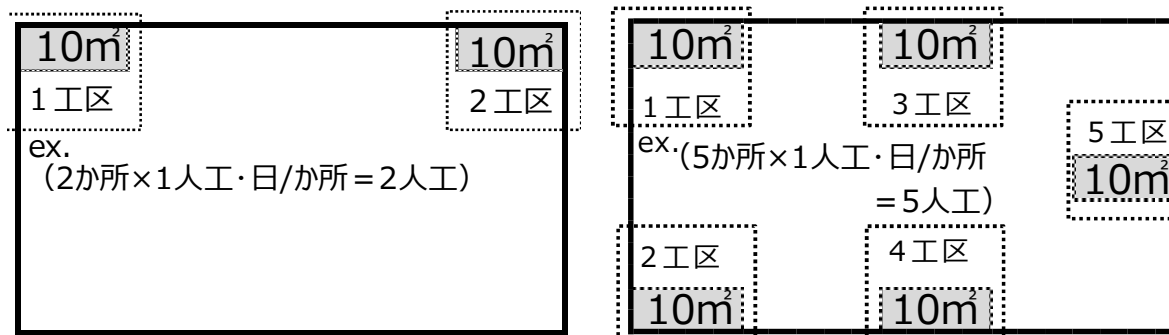 10㎡
10㎡
1工区
2工区
ex.
(2か所×1人工･日/か所=2人工)
10㎡
10㎡
1工区
3工区
5工区
10㎡
ex.(5か所×1人工･日/か所
=5人工)
2工区
4工区
10㎡
10㎡